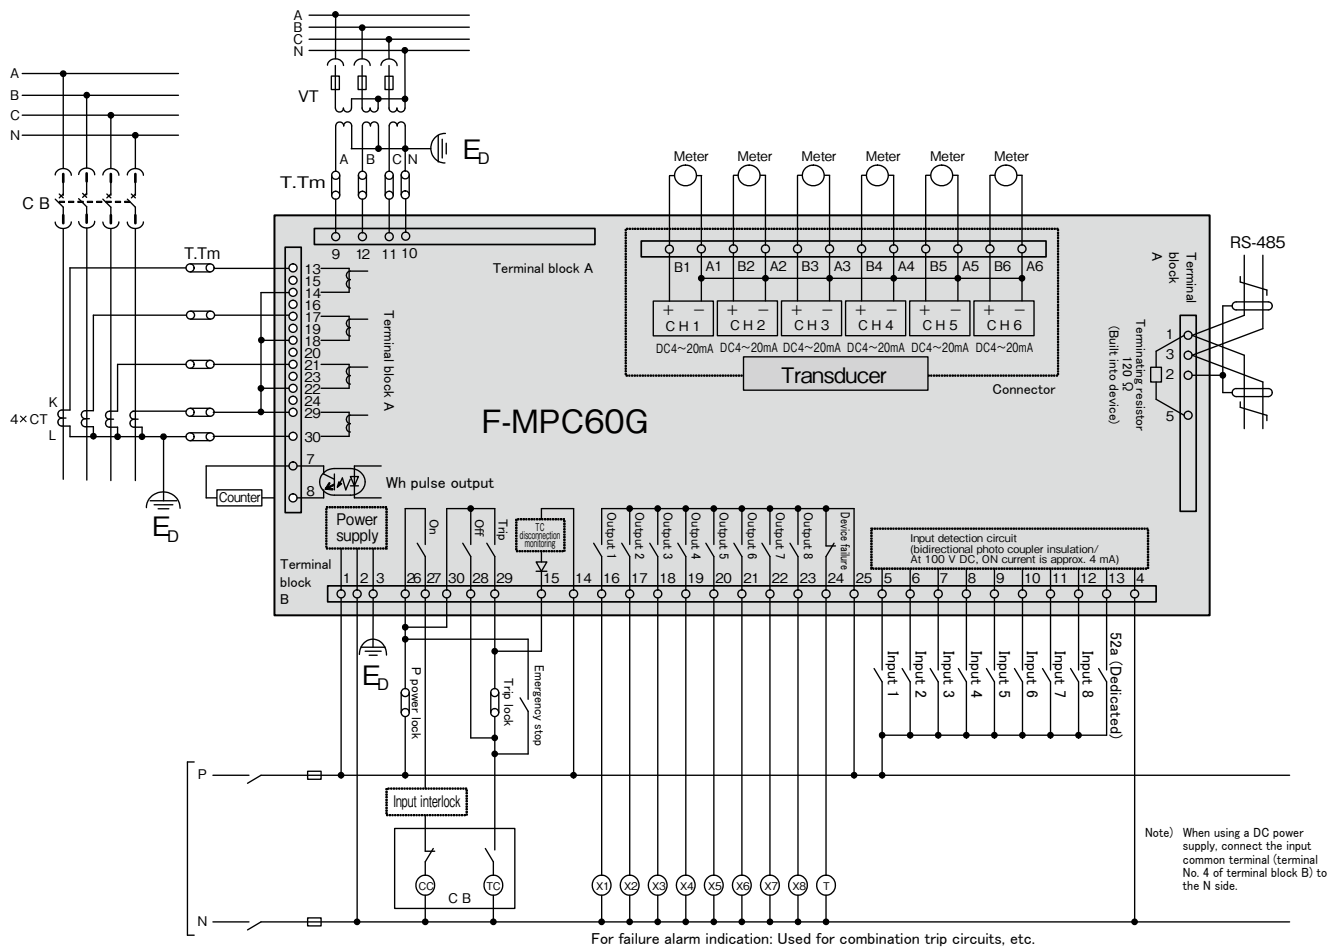 A
B
C
N
A
B
C
N
VT
A B C N
E_D
T.Tm
CB
T.Tm
9 12 11 10
Terminal block A
13
15
14
16
17
19
18
20
21
23
22
24
29
30
7
8
Terminal block A
K
4×CT
L
Counter
E_D
Wh pulse output
F-MPC60G
Meter Meter Meter Meter Meter Meter
B1 A1 B2 A2 B3 A3 B4 A4 B5 A5 B6 A6
+ − + − + − + − + − + −
CH1 CH2 CH3 CH4 CH5 CH6
DC4～20mA DC4～20mA DC4～20mA DC4～20mA DC4～20mA DC4～20mA
Transducer
Connector
RS-485
Terminal
block
A
1
3
2
5
Terminating resistor
120 Ω
(Built into device)
Power
supply
On
Off
Trip
TC
disconnection
monitoring
Output 1
Output 2
Output 3
Output 4
Output 5
Output 6
Output 7
Output 8
Device failure
Input detection circuit
(bidirectional photo coupler insulation/
At 100 V DC, ON current is approx. 4 mA)
Terminal
block
B
1 2 3 26 27 30 28 29 15 14 16 17 18 19 20 21 22 23 24 25 5 6 7 8 9 10 11 12 13 4
E_D
P power lock
Trip lock
Emergency stop
Input 1
Input 2
Input 3
Input 4
Input 5
Input 6
Input 7
Input 8
52a (Dedicated)
P
Input interlock
CC
TC
CB
X1 X2 X3 X4 X5 X6 X7 X8 T
N
Note) When using a DC power
supply, connect the input
common terminal (terminal
No. 4 of terminal block B) to
the N side.
For failure alarm indication: Used for combination trip circuits, etc.